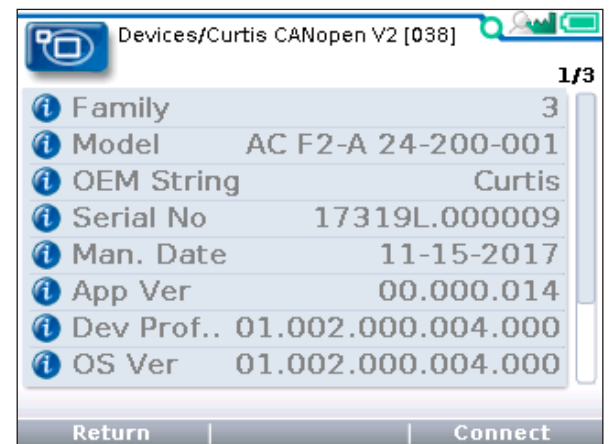 Devices/Curtis CANopen V2 [038]
1/3
Family 3
Model AC F2-A 24-200-001
OEM String Curtis
Serial No 17319L.000009
Man. Date 11-15-2017
App Ver 00.000.014
Dev Prof.. 01.002.000.004.000
OS Ver 01.002.000.004.000
Return Connect